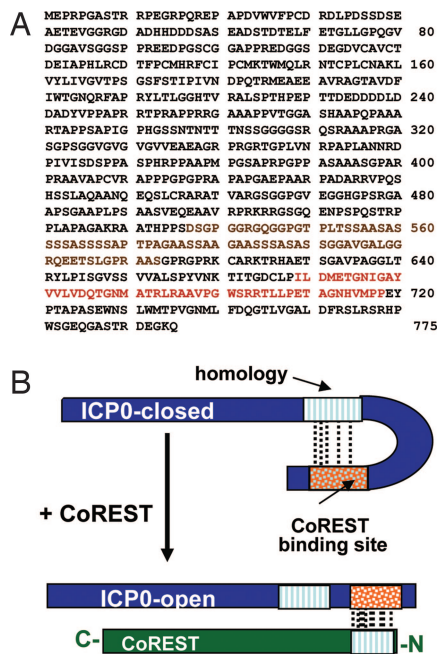 A
MEPRPGASTR RPEGRPQREP APDVWVFPCD RDLPDSSDSE
AETEVGGRGD ADHHDDDSAS EADSTDTELF ETGLLGPQGV 80
DGGAVSGGSP PREEDPGSCG GAPPREDGGS DEGDVCAVCT
DEIAPHLRCD TFPCMHRFCI PCMKTWMQLR NTCPLCNAKL 160
VYLIVGVTPS GSFSTIPIVN DPQTRMEAEE AVRAGTAVDF
IWTGNQRFAP RYLTLGGHTV RALSPTHPEP TTDEDDDDLD 240
DADYVPPAPR RTPRAPPRRG AAAPPVTGGA SHAAPQPAAA
RTAPPSAPIG PHGSSNTNTT TNSSGGGGSR QSRAAAPRGA 320
SGPSGGVGVG VGVVEAEAGR PRGRTGPLVN RPAPLANNRD
PIVISDSPPA SPHRPPAAPM PGSAPRPGPP ASAAASGPAR 400
PRAAVAPCVR APPPGPGPRA PAPGAEPAAR PADARRVPQS
HSSLAQAANQ EQSLCRARAT VARGSGGPGV EGGHGPSRGA 480
APSGAAPLPS AASVEQEAAV RPRKRRGSGQ ENPSPQSTRP
PLAPAGAKRA ATHPPSDSGP GGRGQGGPGT PLTSSAASAS 560
SSSASSSSAP TPAGAASSAA GAASSSASAS SGGAVGALGG
RQEETSLGPR AASGPRGPRK CARKTRHAET SGAVPAGGLT 640
RYLPISGVSS VVALSPYVNK TITGDCLPIL DMETGNIGAY
VVLVDQTGNM ATRLRAAVPG WSRRTLLPET AGNHVMPPEY 720
PTAPASEWNS LWMTPVGNML FDQGTLVGAL DFRSLRSRHP
WSGEQGASTR DEGKQ 775
B
homology
ICP0-closed
+ CoREST
CoREST
binding site
ICP0-open
C- CoREST -N